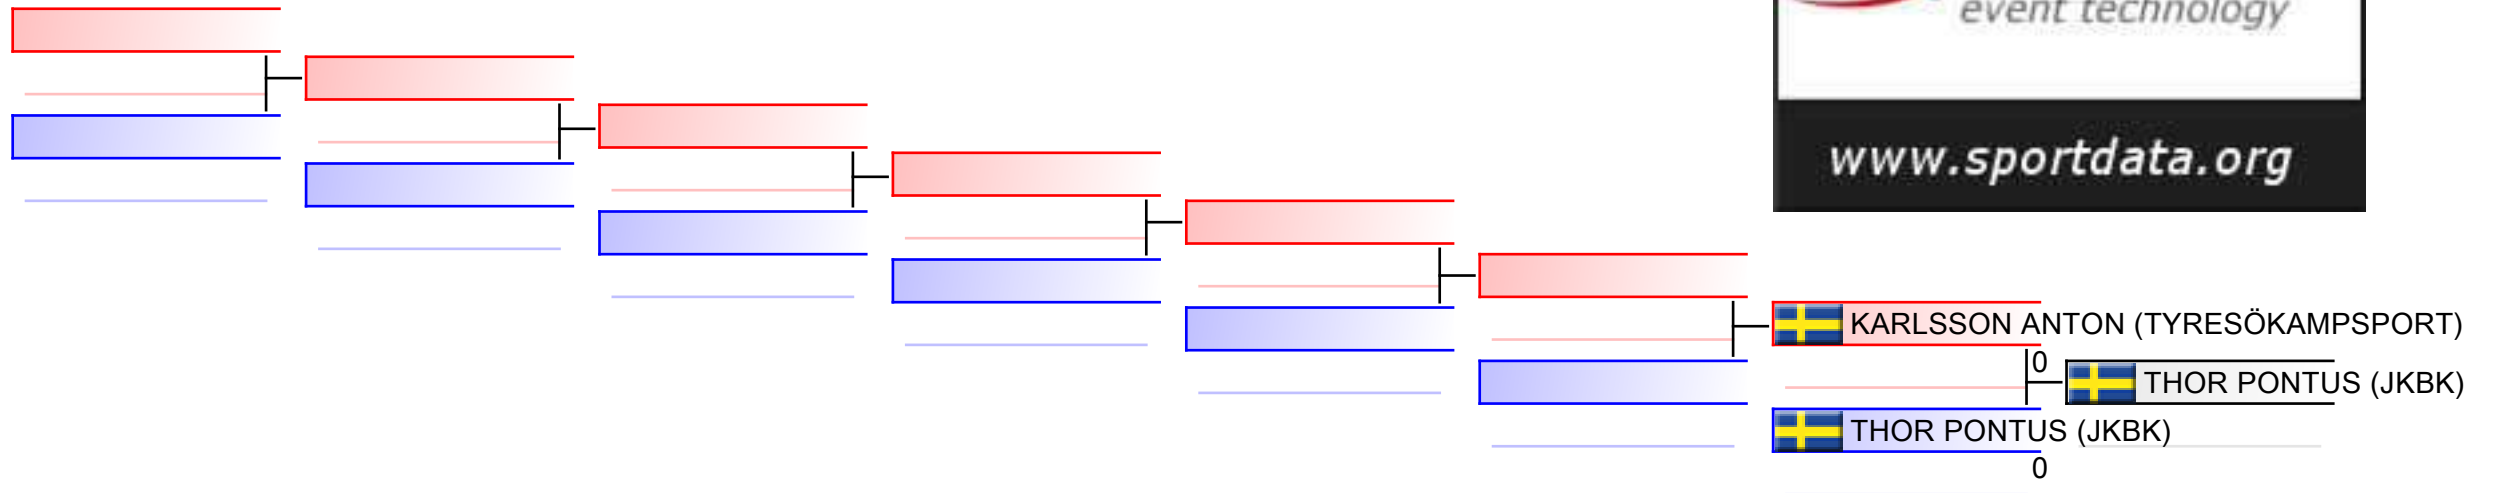 event technology
www.sportdata.org
KARLSSON ANTON (TYRESÖKAMPSPORT)
0
THOR PONTUS (JKBK)
THOR PONTUS (JKBK)
0